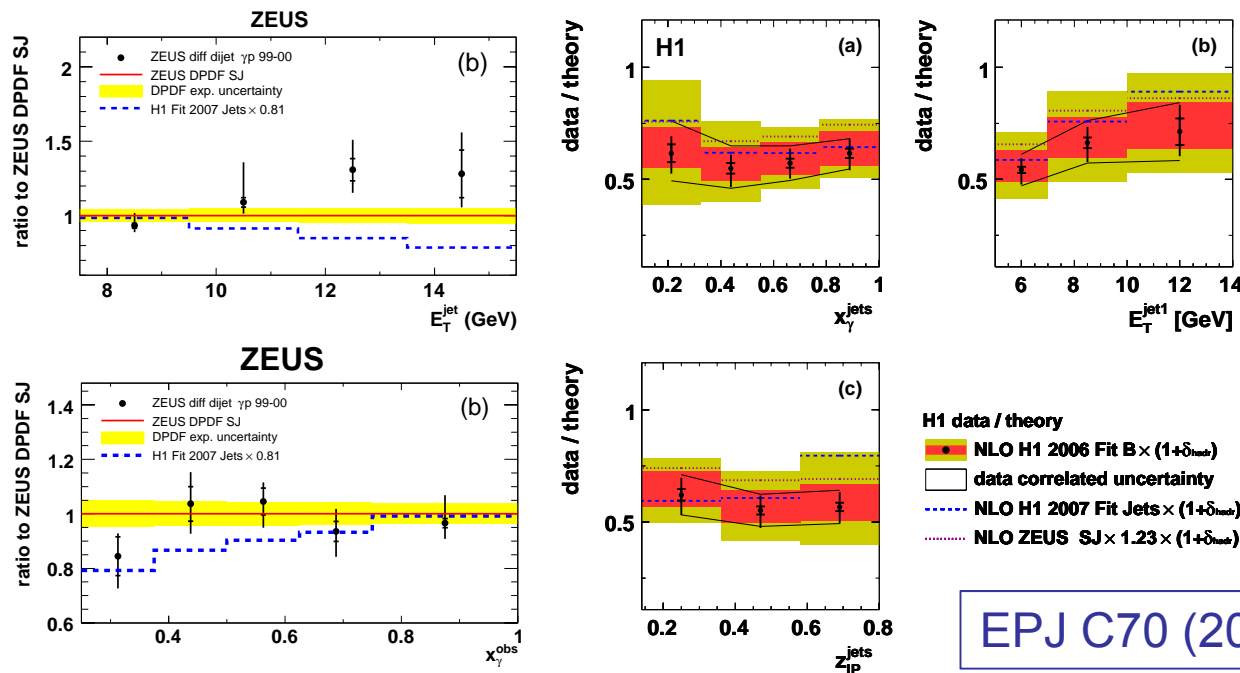 ZEUS
ratio to ZEUS DPDF SJ
2
1.5
1
(b)
ZEUS diff dijet γp 99-00
ZEUS DPDF SJ
DPDF exp. uncertainty
H1 Fit 2007 Jets × 0.81
8 10 12 14
E_T^jet (GeV)
ZEUS
ratio to ZEUS DPDF SJ
1.4
1.2
1
0.8
0.6
(b)
ZEUS diff dijet γp 99-00
ZEUS DPDF SJ
DPDF exp. uncertainty
H1 Fit 2007 Jets × 0.81
0.4 0.6 0.8 1
x_γ^obs
data / theory
1
0.5
H1
(a)
0.2 0.4 0.6 0.8 1
x_γ^jets
data / theory
1
0.5
(b)
6 8 10 12 14
E_T^jet1 [GeV]
data / theory
1
0.5
(c)
0.2 0.4 0.6 0.8
z_IP^jets
H1 data / theory
NLO H1 2006 Fit B × (1+δ_hadr)
data correlated uncertainty
NLO H1 2007 Fit Jets × (1+δ_hadr)
NLO ZEUS SJ × 1.23 × (1+δ_hadr)
EPJ C70 (20